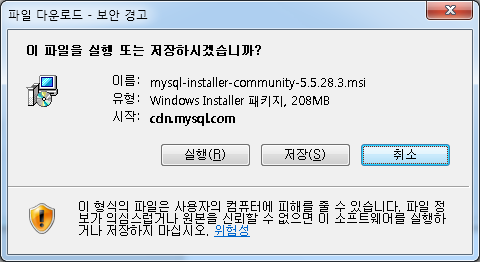 파일 다운로드 - 보안 경고
이 파일을 실행 또는 저장하시겠습니까?
이름: mysql-installer-community-5.5.28.3.msi
유형: Windows Installer 패키지, 208MB
시작: cdn.mysql.com
실행(R) 저장(S) 취소
이 형식의 파일은 사용자의 컴퓨터에 피해를 줄 수 있습니다. 파일 정
보가 의심스럽거나 원본을 신뢰할 수 없으면 이 소프트웨어를 실행하
거나 저장하지 마십시오. 위험성